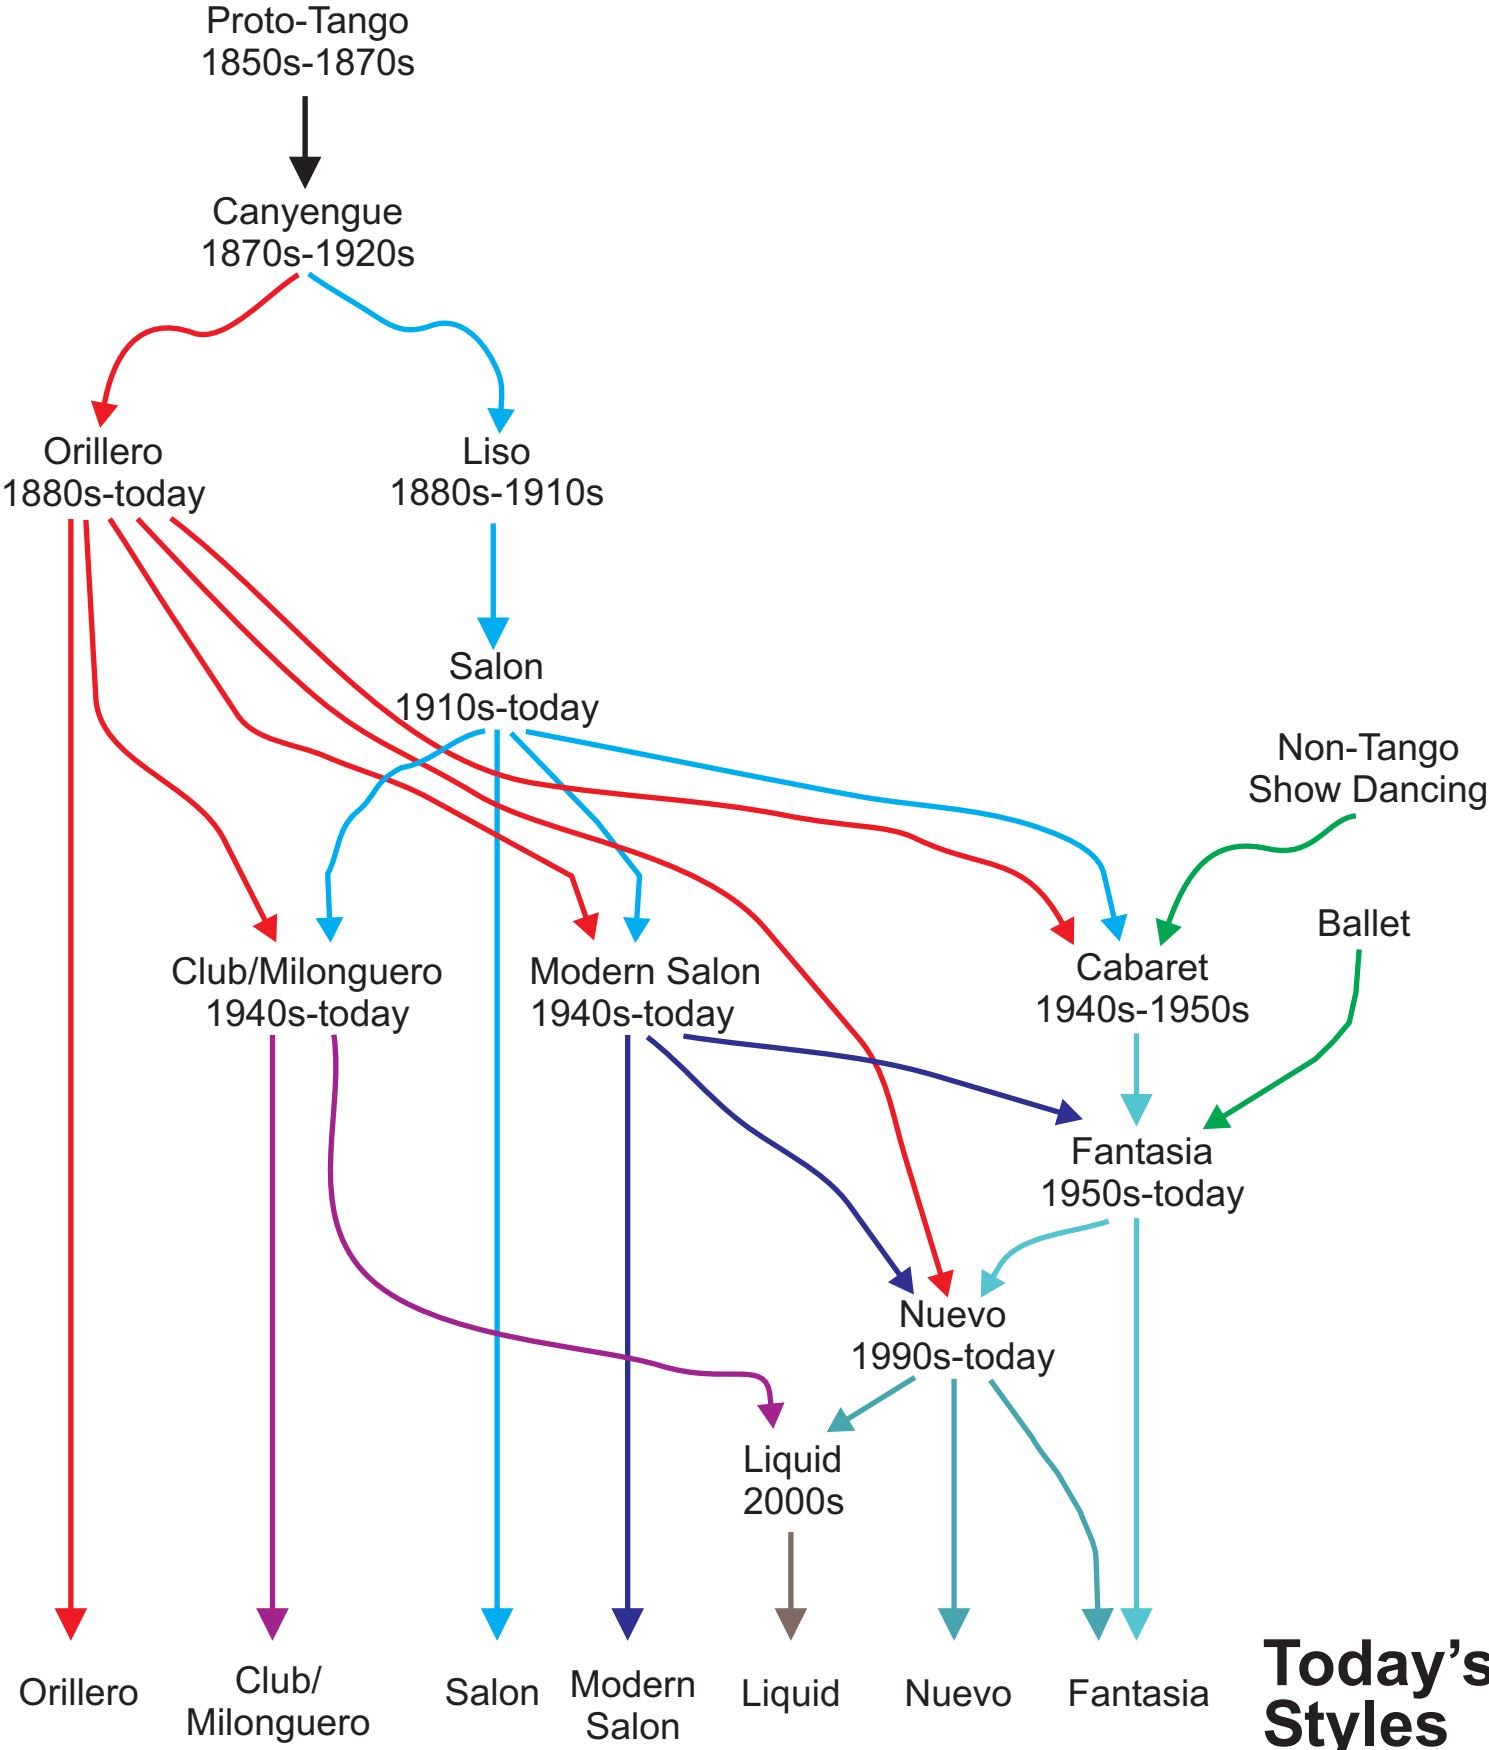 Proto-Tango
1850s-1870s
Canyengue
1870s-1920s
Orillero
1880s-today
Liso
1880s-1910s
Salon
1910s-today
Non-Tango
Show Dancing
Ballet
Club/Milonguero
1940s-today
Modern Salon
1940s-today
Cabaret
1940s-1950s
Fantasia
1950s-today
Nuevo
1990s-today
Liquid
2000s
Orillero
Club/
Milonguero
Salon
Modern
Salon
Liquid
Nuevo
Fantasia
Today's
Styles